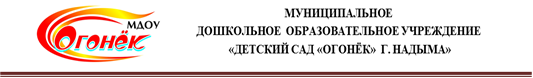 МДОУ
Огонёк
МУНИЦИПАЛЬНОЕ
ДОШКОЛЬНОЕ ОБРАЗОВАТЕЛЬНОЕ УЧРЕЖДЕНИЕ
«ДЕТСКИЙ САД «ОГОНЁК» Г. НАДЫМА»